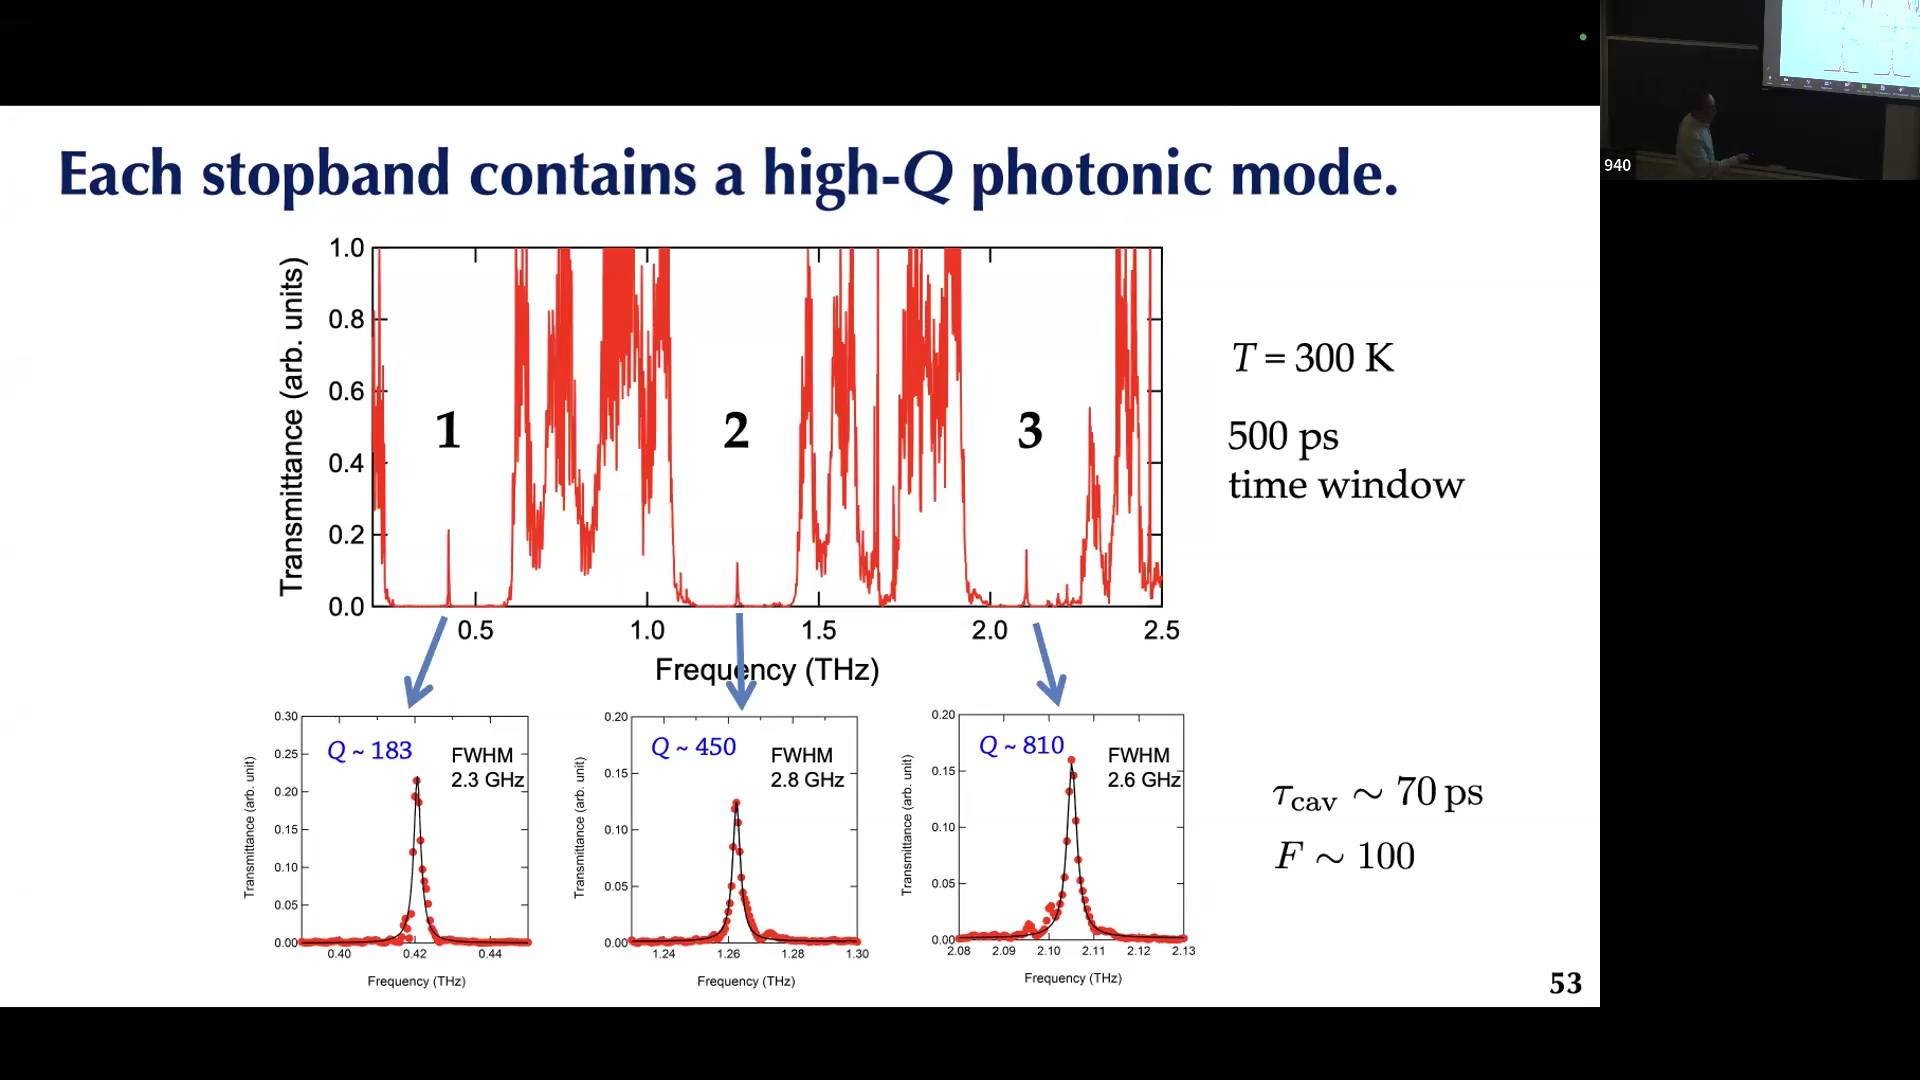 940
Each stopband contains a high-Q photonic mode.
Transmittance (arb. units)
1.0
0.8
0.6
0.4
0.2
0.0
1
2
3
0.5
1.0
1.5
2.0
2.5
Frequency (THz)
T = 300 K
500 ps
time window
Transmittance (arb. unit)
0.30
0.25
0.20
0.15
0.10
0.05
0.00
Q ~ 183
FWHM
2.3 GHz
0.40
0.42
0.44
Frequency (THz)
Transmittance (arb. unit)
0.20
0.15
0.10
0.05
0.00
Q ~ 450
FWHM
2.8 GHz
1.24
1.26
1.28
1.30
Frequency (THz)
Transmittance (arb. unit)
0.20
0.15
0.10
0.05
0.00
Q ~ 810
FWHM
2.6 GHz
2.08
2.09
2.10
2.11
2.12
2.13
Frequency (THz)
τcav ∼ 70 ps
F ∼ 100
53